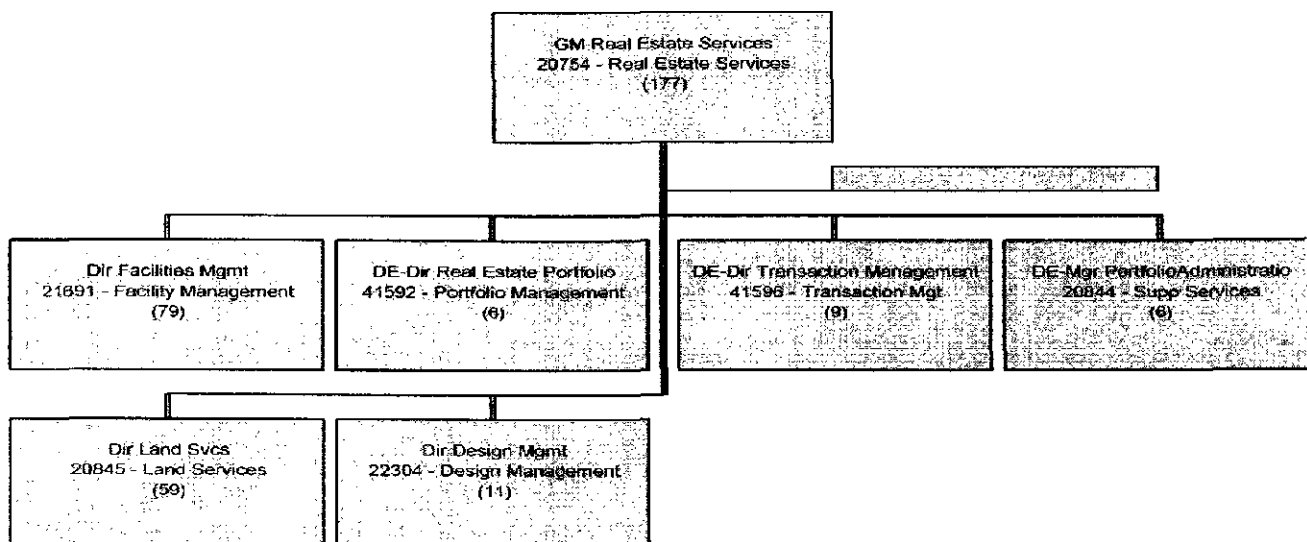 GM Real Estate Services
20754 - Real Estate Services
(177)
Dir Facilities Mgmt
21691 - Facility Management
(79)
DE-Dir Real Estate Portfolio
41592 - Portfolio Management
(6)
DE-Dir Transaction Management
41596 - Transaction Mgt
(9)
DE-Mgr PortfolioAdministratio
20844 - Supp Services
(6)
Dir Land Svcs
20845 - Land Services
(59)
Dir Design Mgmt
22304 - Design Management
(11)